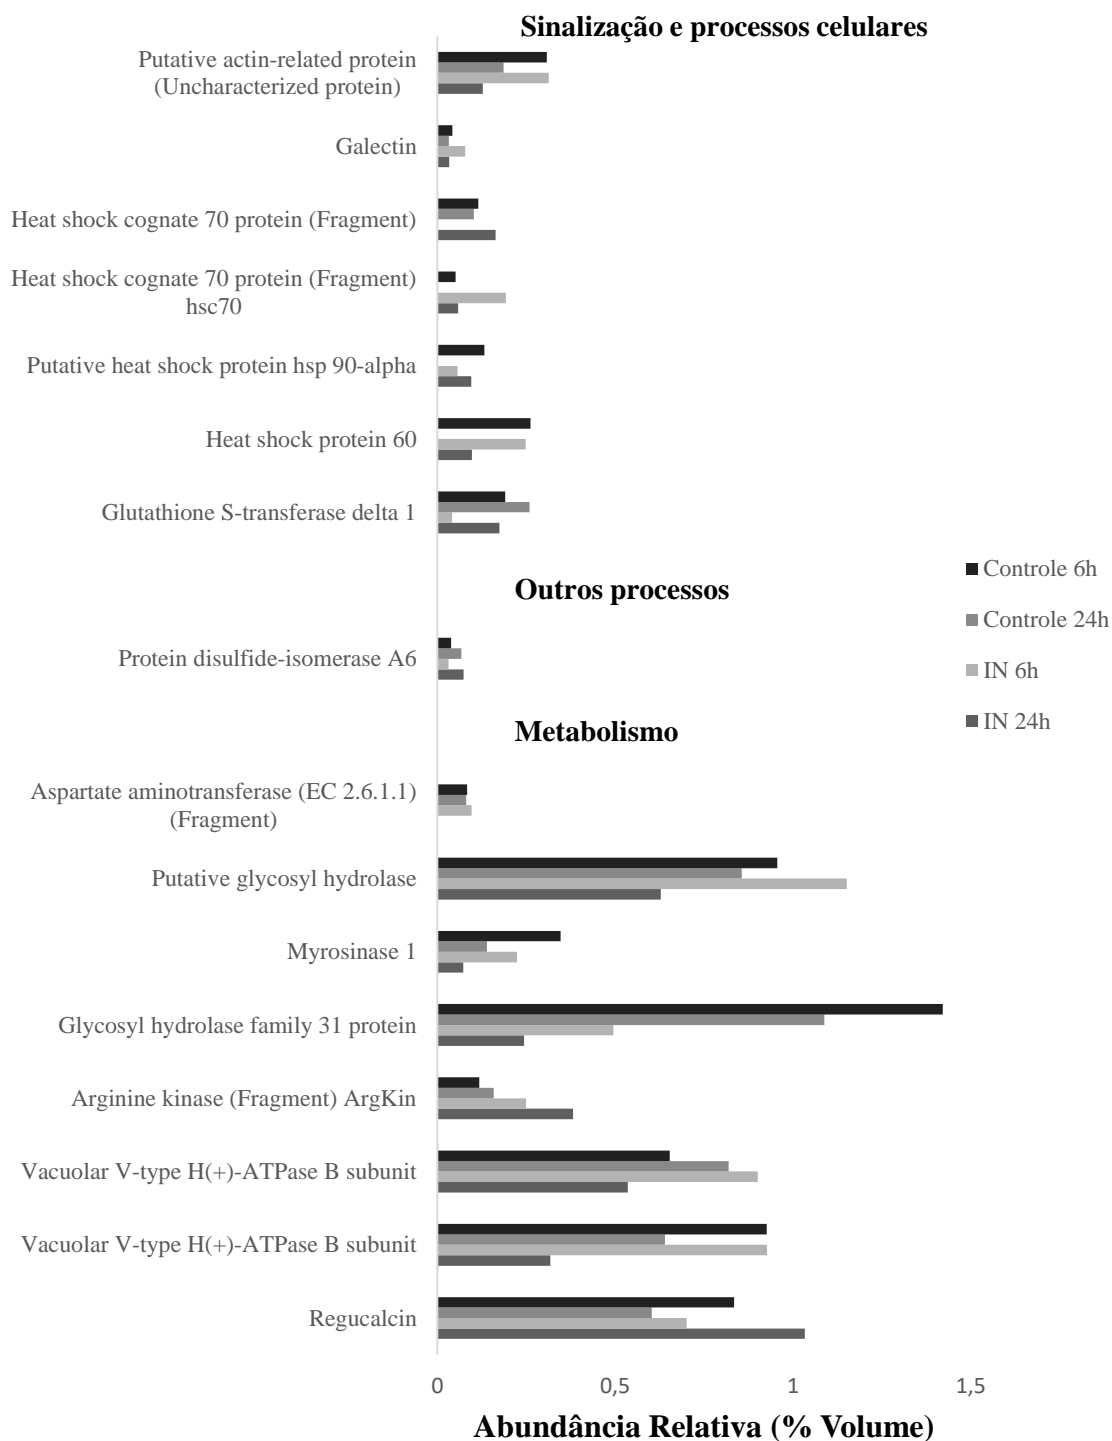 Sinalização e processos celulares
Putative actin-related protein
(Uncharacterized protein)
Galectin
Heat shock cognate 70 protein (Fragment)
Heat shock cognate 70 protein (Fragment)
hsc70
Putative heat shock protein hsp 90-alpha
Heat shock protein 60
Glutathione S-transferase delta 1
Outros processos
Protein disulfide-isomerase A6
Metabolismo
Aspartate aminotransferase (EC 2.6.1.1)
(Fragment)
Putative glycosyl hydrolase
Myrosinase 1
Glycosyl hydrolase family 31 protein
Arginine kinase (Fragment) ArgKin
Vacuolar V-type H(+)-ATPase B subunit
Vacuolar V-type H(+)-ATPase B subunit
Regucalcin
Controle 6h
Controle 24h
IN 6h
IN 24h
0 0,5 1 1,5
Abundância Relativa (% Volume)